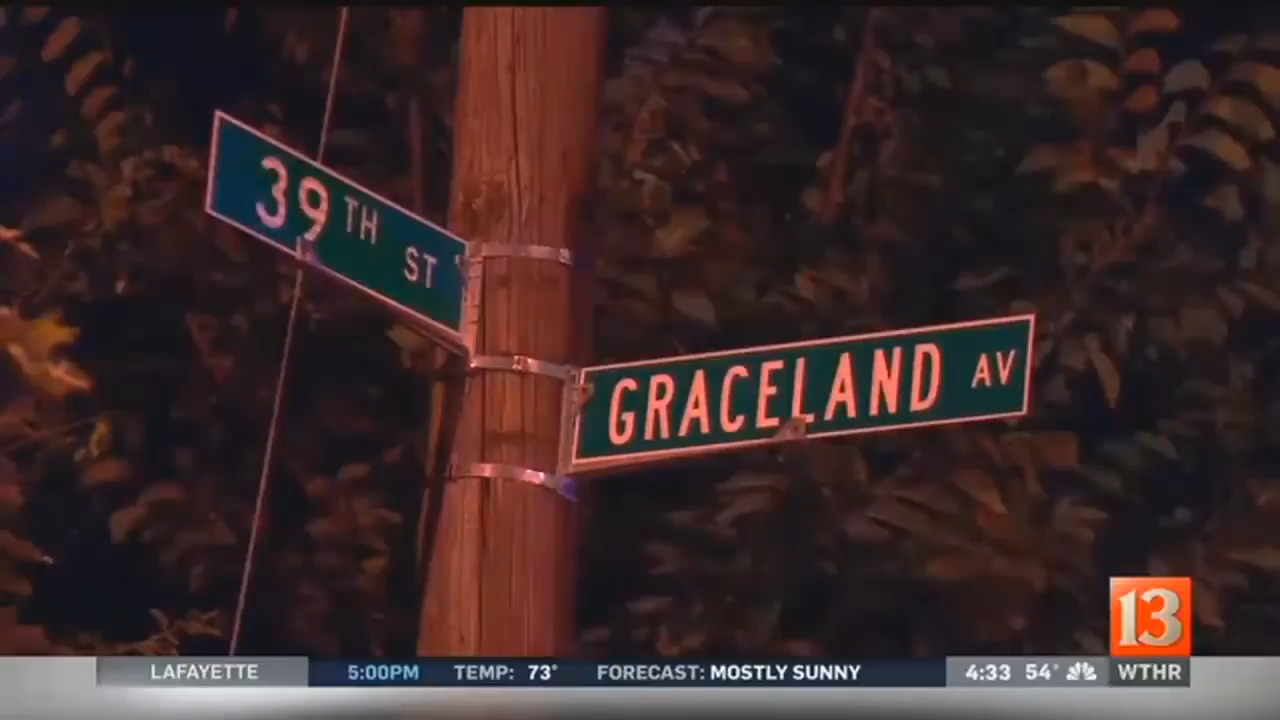 39TH ST
GRACELAND AV
13
LAFAYETTE 5:00PM TEMP: 73° FORECAST: MOSTLY SUNNY 4:33 54° WTHR